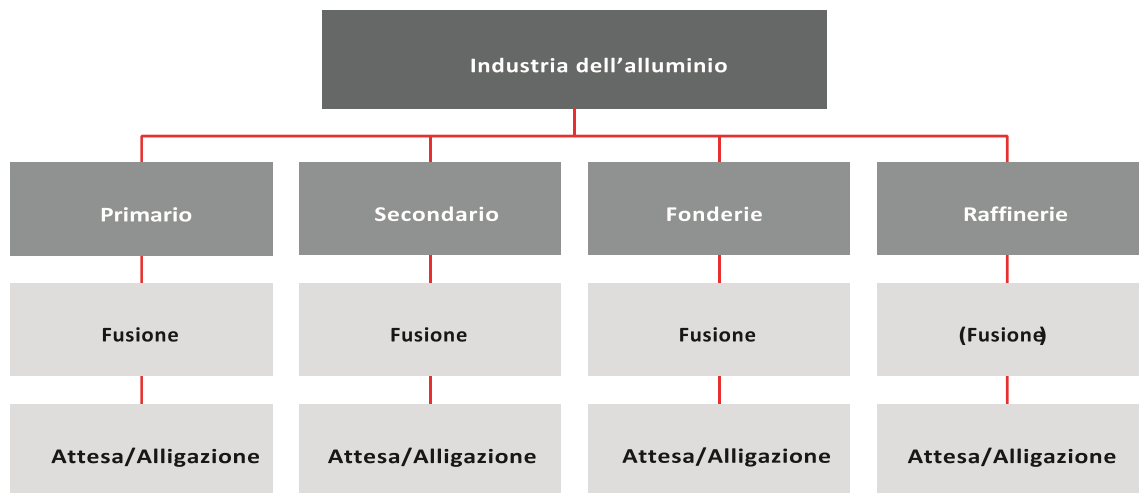 Industria dell'alluminio
Primario
Secondario
Fonderie
Raffinerie
Fusione
Fusione
Fusione
(Fusione)
Attesa/Alligazione
Attesa/Alligazione
Attesa/Alligazione
Attesa/Alligazione